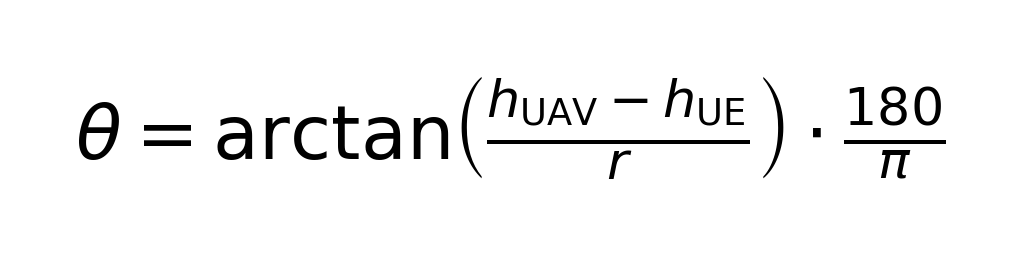 θ = arctan((h_UAV − h_UE)/r) · 180/π